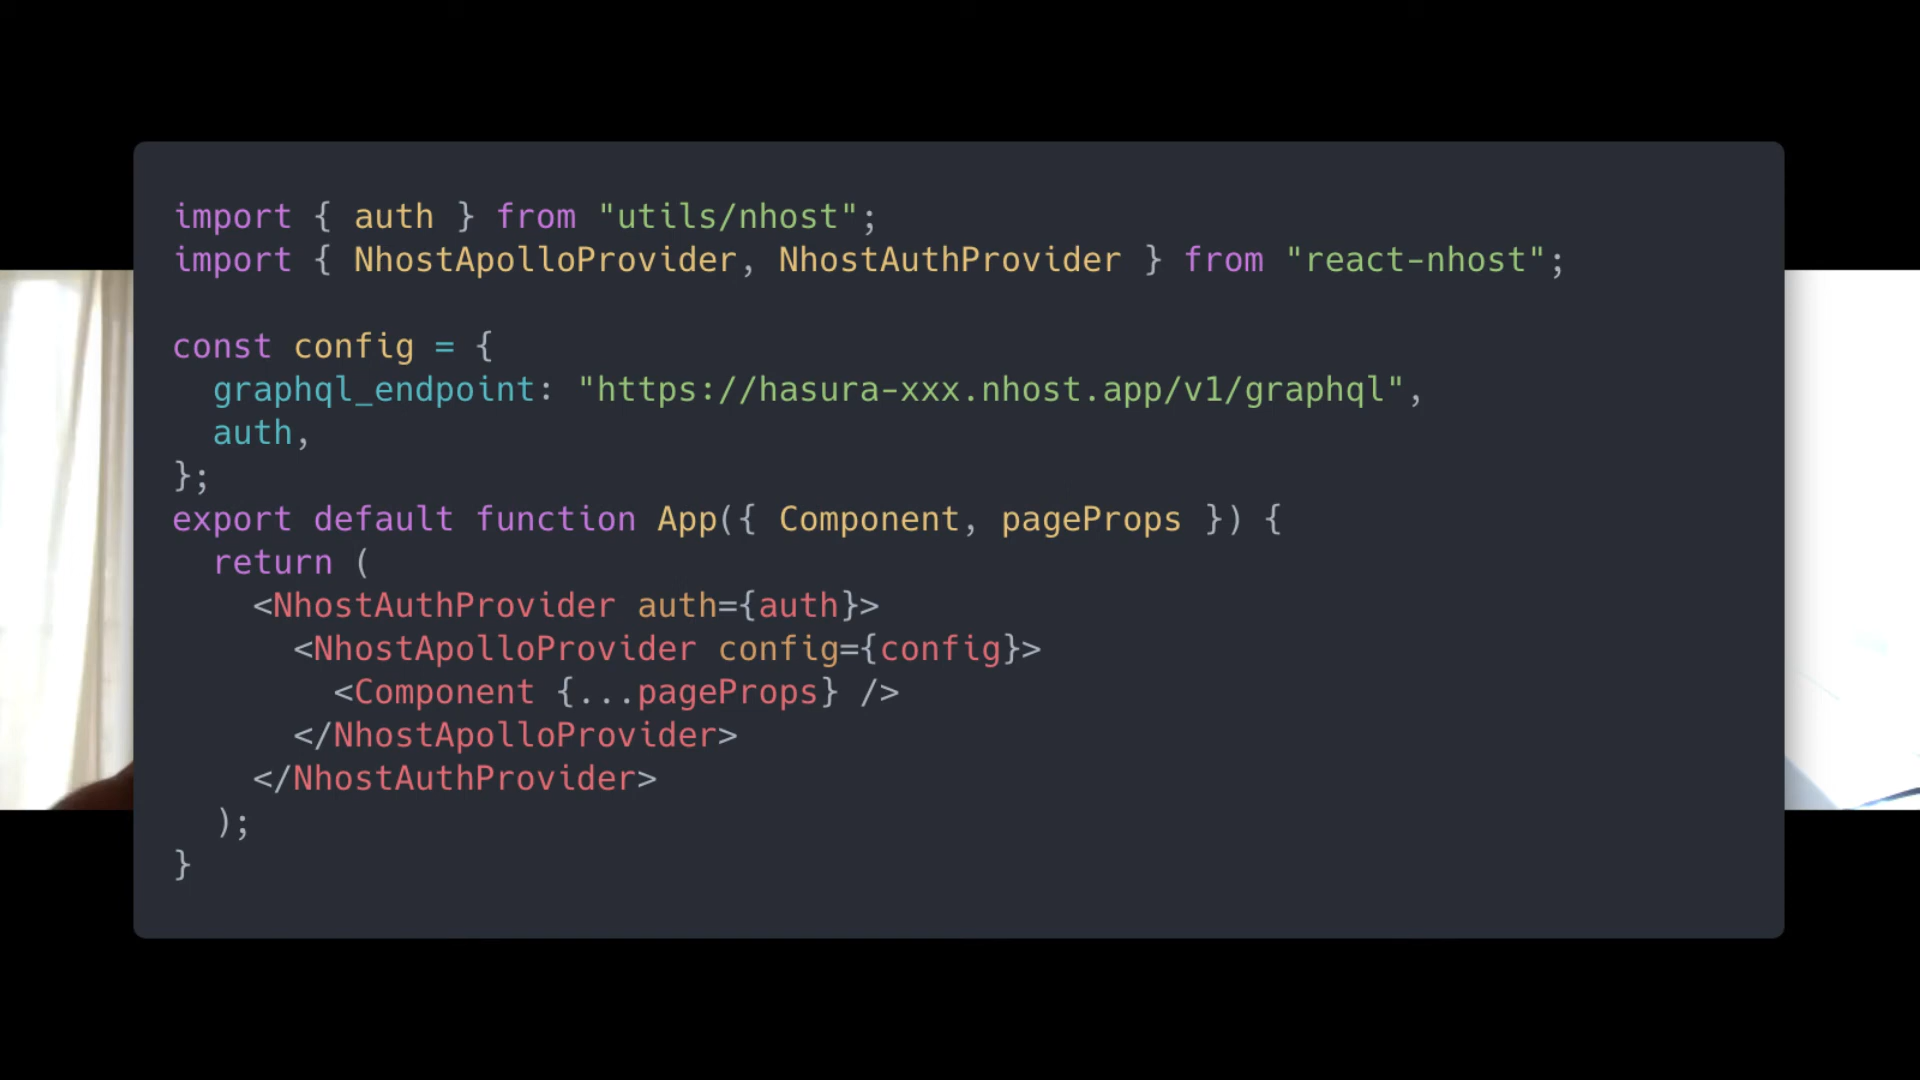 import { auth } from "utils/nhost";
import { NhostApolloProvider, NhostAuthProvider } from "react-nhost";
const config = {
  graphql_endpoint: "https://hasura-xxx.nhost.app/v1/graphql",
  auth,
};
export default function App({ Component, pageProps }) {
  return (
    <NhostAuthProvider auth={auth}>
      <NhostApolloProvider config={config}>
        <Component {...pageProps} />
      </NhostApolloProvider>
    </NhostAuthProvider>
  );
}